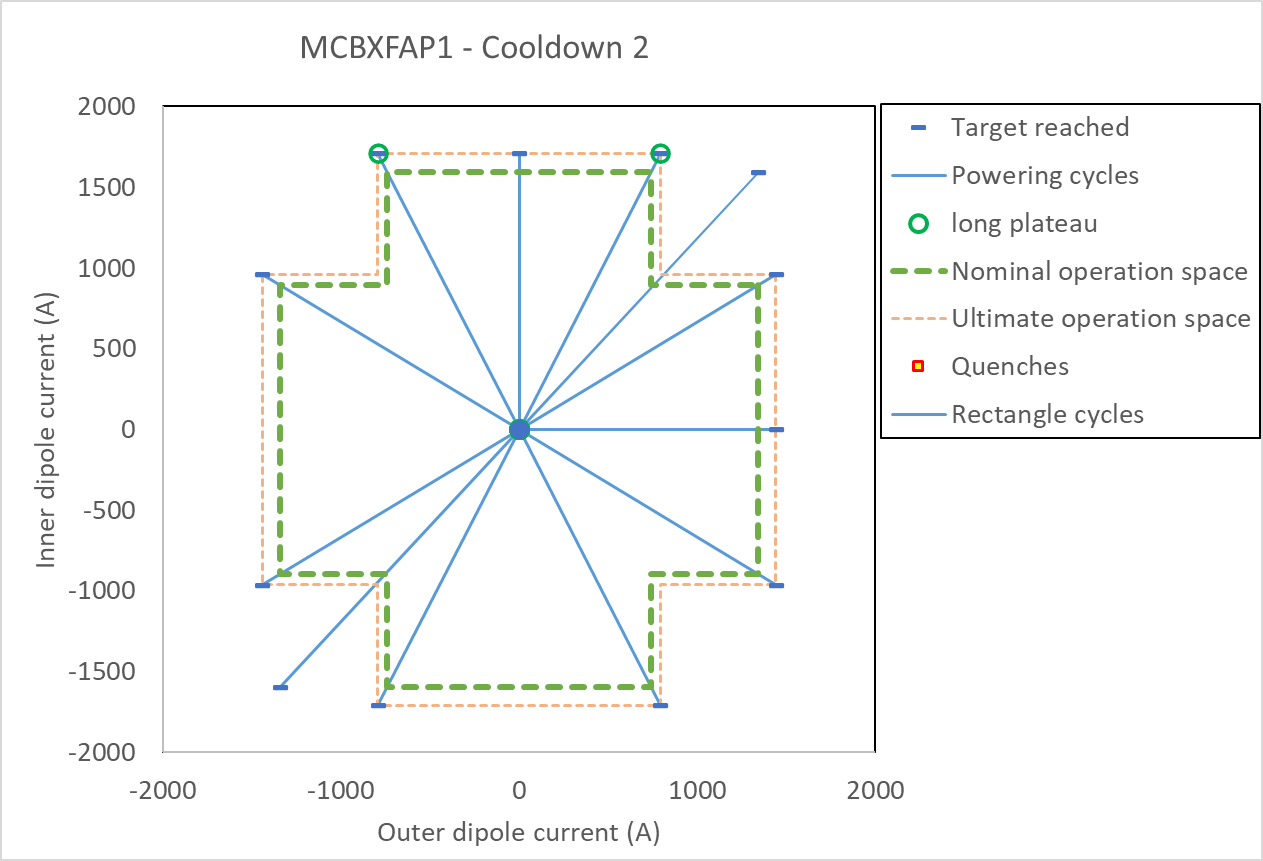 MCBXFAP1 - Cooldown 2
2000
1500
1000
500
0
-500
-1000
-1500
-2000
-2000
-1000
0
1000
2000
Inner dipole current (A)
Outer dipole current (A)
Target reached
Powering cycles
long plateau
Nominal operation space
Ultimate operation space
Quenches
Rectangle cycles